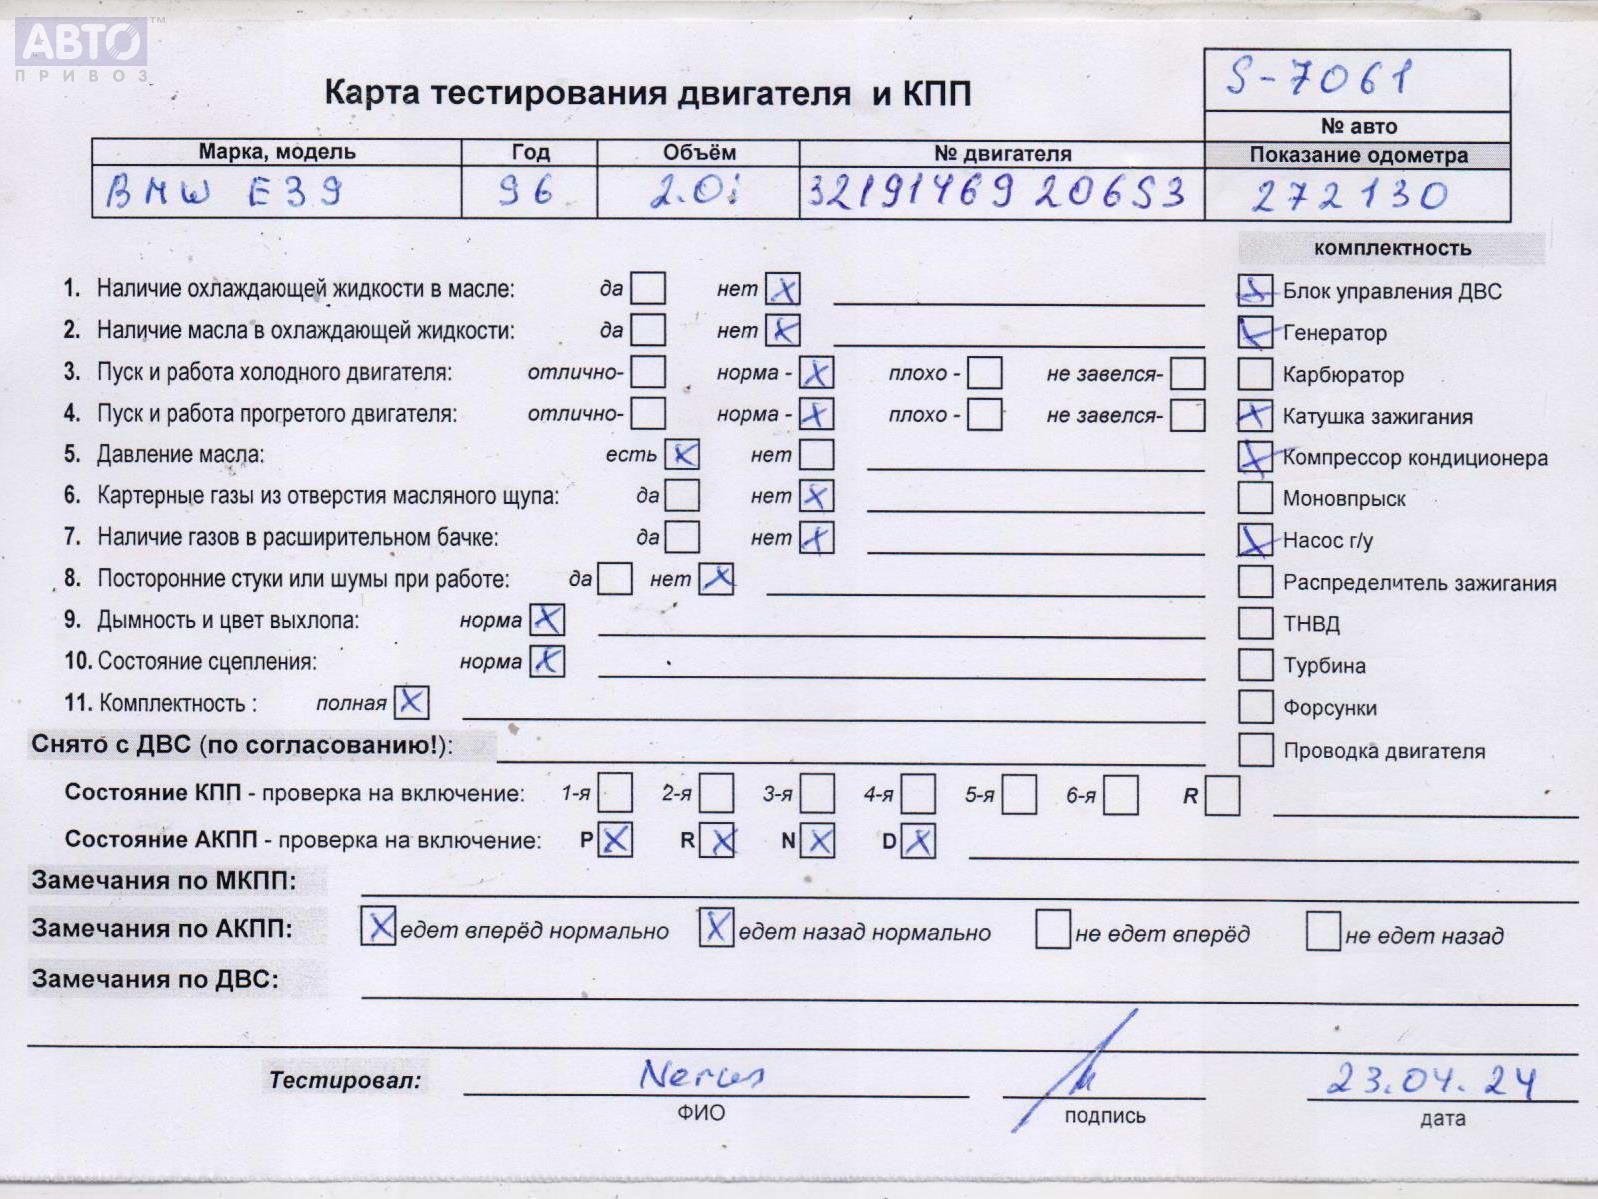 АВТО ™
ПРИВОЗ
S-7061
Карта тестирования двигателя и КПП
№ авто
Марка, модель Год Объём № двигателя Показание одометра
BMW E39 96 2.0i 32191469 206S3 272130
комплектность
1. Наличие охлаждающей жидкости в масле: да нет X Блок управления ДВС
2. Наличие масла в охлаждающей жидкости: да нет X Генератор
3. Пуск и работа холодного двигателя: отлично- норма - X плохо - не завелся- Карбюратор
4. Пуск и работа прогретого двигателя: отлично- норма - X плохо - не завелся- X Катушка зажигания
5. Давление масла: есть X нет X Компрессор кондиционера
6. Картерные газы из отверстия масляного щупа: да нет X Моновпрыск
7. Наличие газов в расширительном бачке: да нет X X Насос г/у
8. Посторонние стуки или шумы при работе: да нет X Распределитель зажигания
9. Дымность и цвет выхлопа: норма X ТНВД
10. Состояние сцепления: норма X Турбина
11. Комплектность : полная X Форсунки
Снято с ДВС (по согласованию!): Проводка двигателя
Состояние КПП - проверка на включение: 1-я 2-я 3-я 4-я 5-я 6-я R
Состояние АКПП - проверка на включение: P X R X N X D X
Замечания по МКПП:
Замечания по АКПП: X едет вперёд нормально X едет назад нормально не едет вперёд не едет назад
Замечания по ДВС:
Тестировал: 23.04.24
ФИО подпись дата